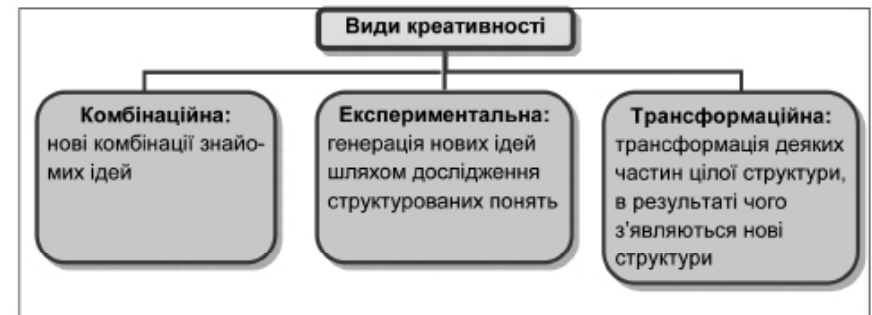 Види креативності
Комбінаційна:
нові комбінації знайо-
мих ідей
Експериментальна:
генерація нових ідей
шляхом дослідження
структурованих понять
Трансформаційна:
трансформація деяких
частин цілої структури,
в результаті чого
з’являються нові
структури